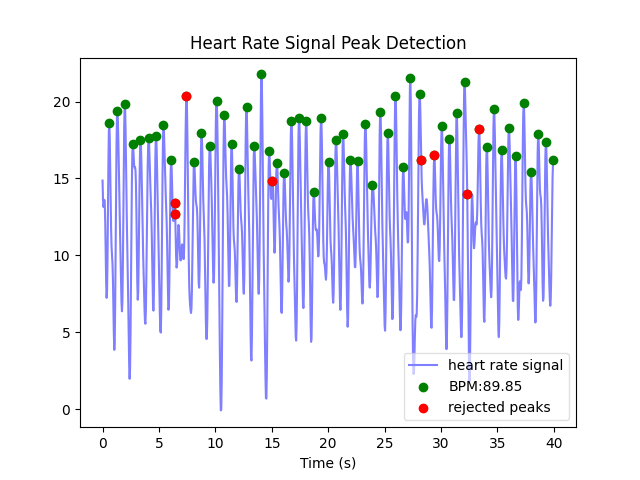 Heart Rate Signal Peak Detection
20
15
10
5
0
heart rate signal
BPM:89.85
rejected peaks
0 5 10 15 20 25 30 35 40
Time (s)